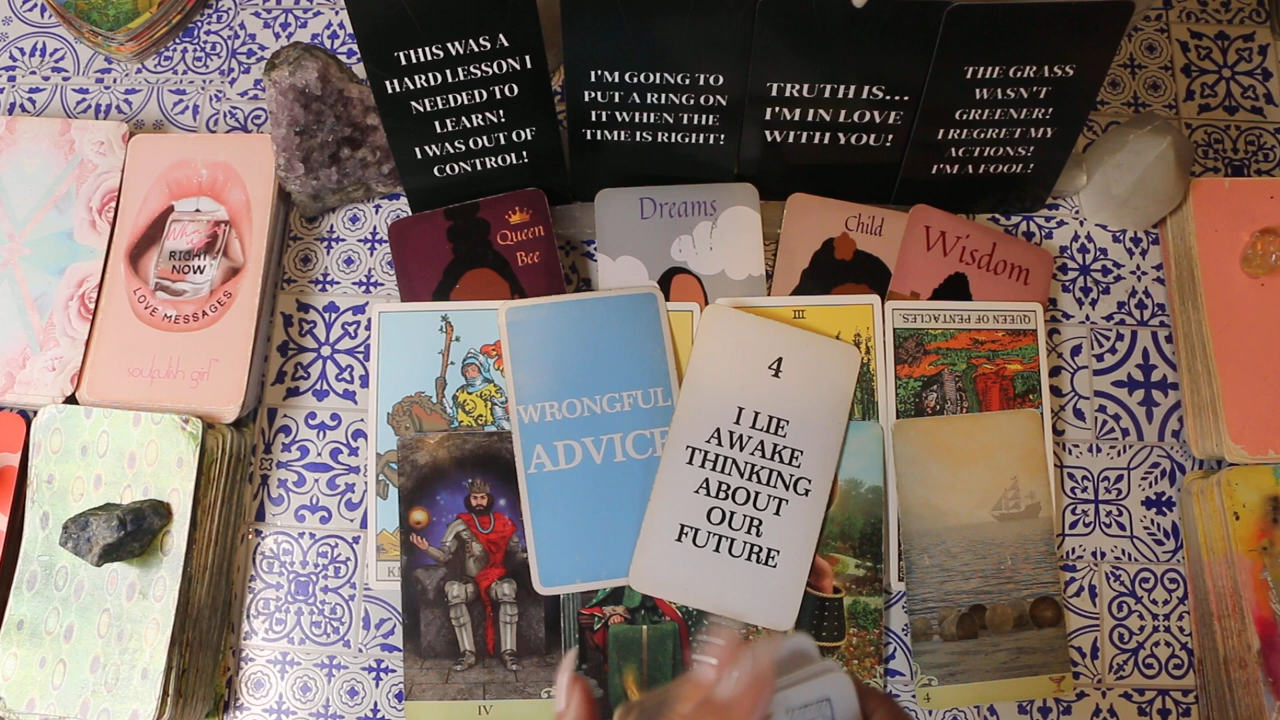 THIS WAS A
HARD LESSON I
NEEDED TO
LEARN!
I WAS OUT OF
CONTROL!
I'M GOING TO
PUT A RING ON
IT WHEN THE
TIME IS RIGHT!
TRUTH IS...
I'M IN LOVE
WITH YOU!
THE GRASS
WASN'T
GREENER!
I REGRET MY
ACTIONS!
I'M A FOOL!
RIGHT
NOW
LOVE MESSAGES
soulfulish girl
Queen
Bee
Dreams
Child
Wisdom
III
QUEEN OF PENTACLES.
WRONGFUL
ADVICE
4
I LIE
AWAKE
THINKING
ABOUT
OUR
FUTURE
IV
4